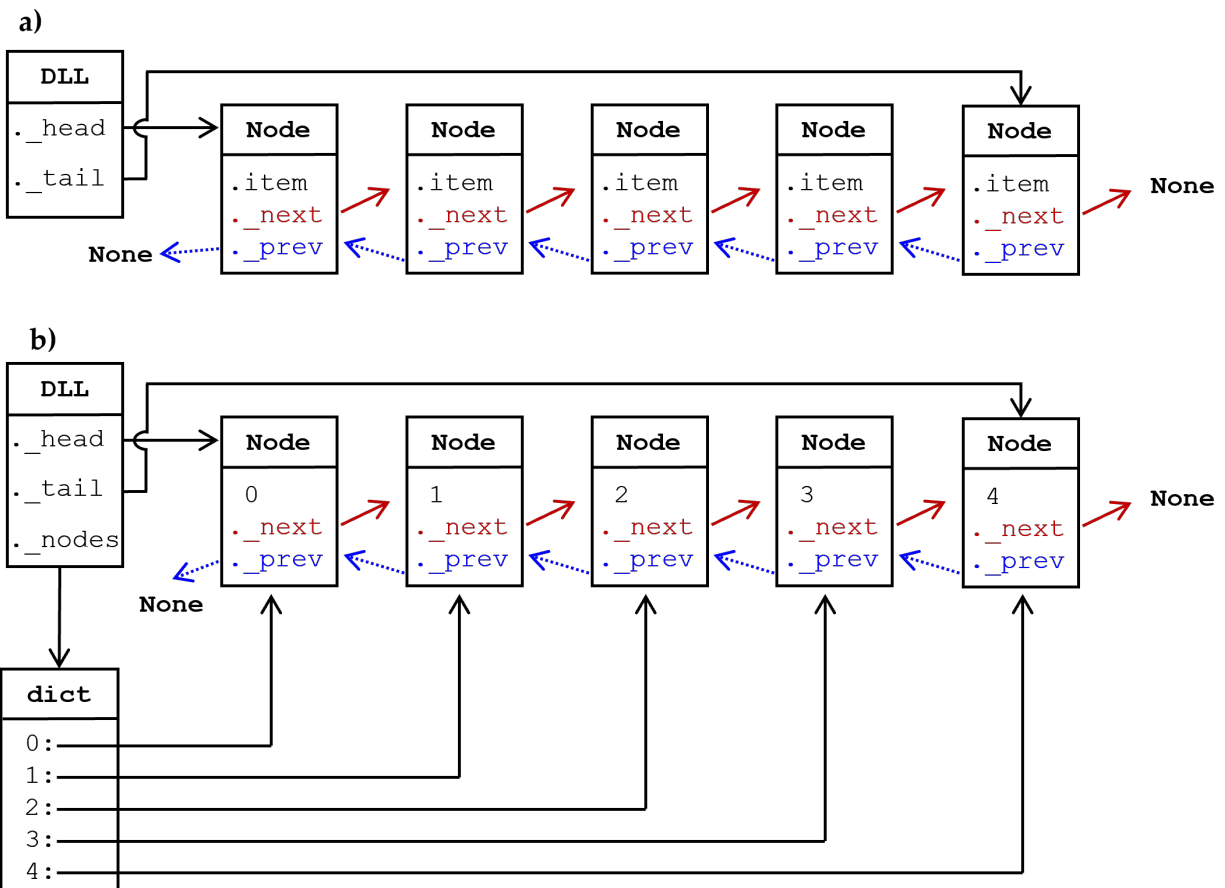 a)
DLL
._head
._tail
Node
.item
._next
._prev
Node
.item
._next
._prev
Node
.item
._next
._prev
Node
.item
._next
._prev
Node
.item
._next
._prev
None
None
b)
DLL
._head
._tail
._nodes
Node
0
._next
._prev
Node
1
._next
._prev
Node
2
._next
._prev
Node
3
._next
._prev
Node
4
._next
._prev
None
None
dict
0:
1:
2:
3:
4: